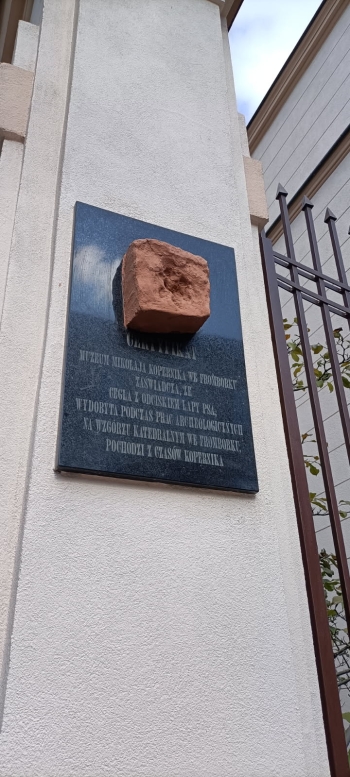 CERTYFIKAT
MUZEUM MIKOŁAJA KOPERNIKA WE FROMBORKU
ZAŚWIADCZA, ŻE
CEGŁA Z ODCISKIEM ŁAPY PSA,
WYDOBYTA PODCZAS PRAC ARCHEOLOGICZNYCH
NA WZGÓRZU KATEDRALNYM WE FROMBORKU
POCHODZI Z CZASÓW KOPERNIKA